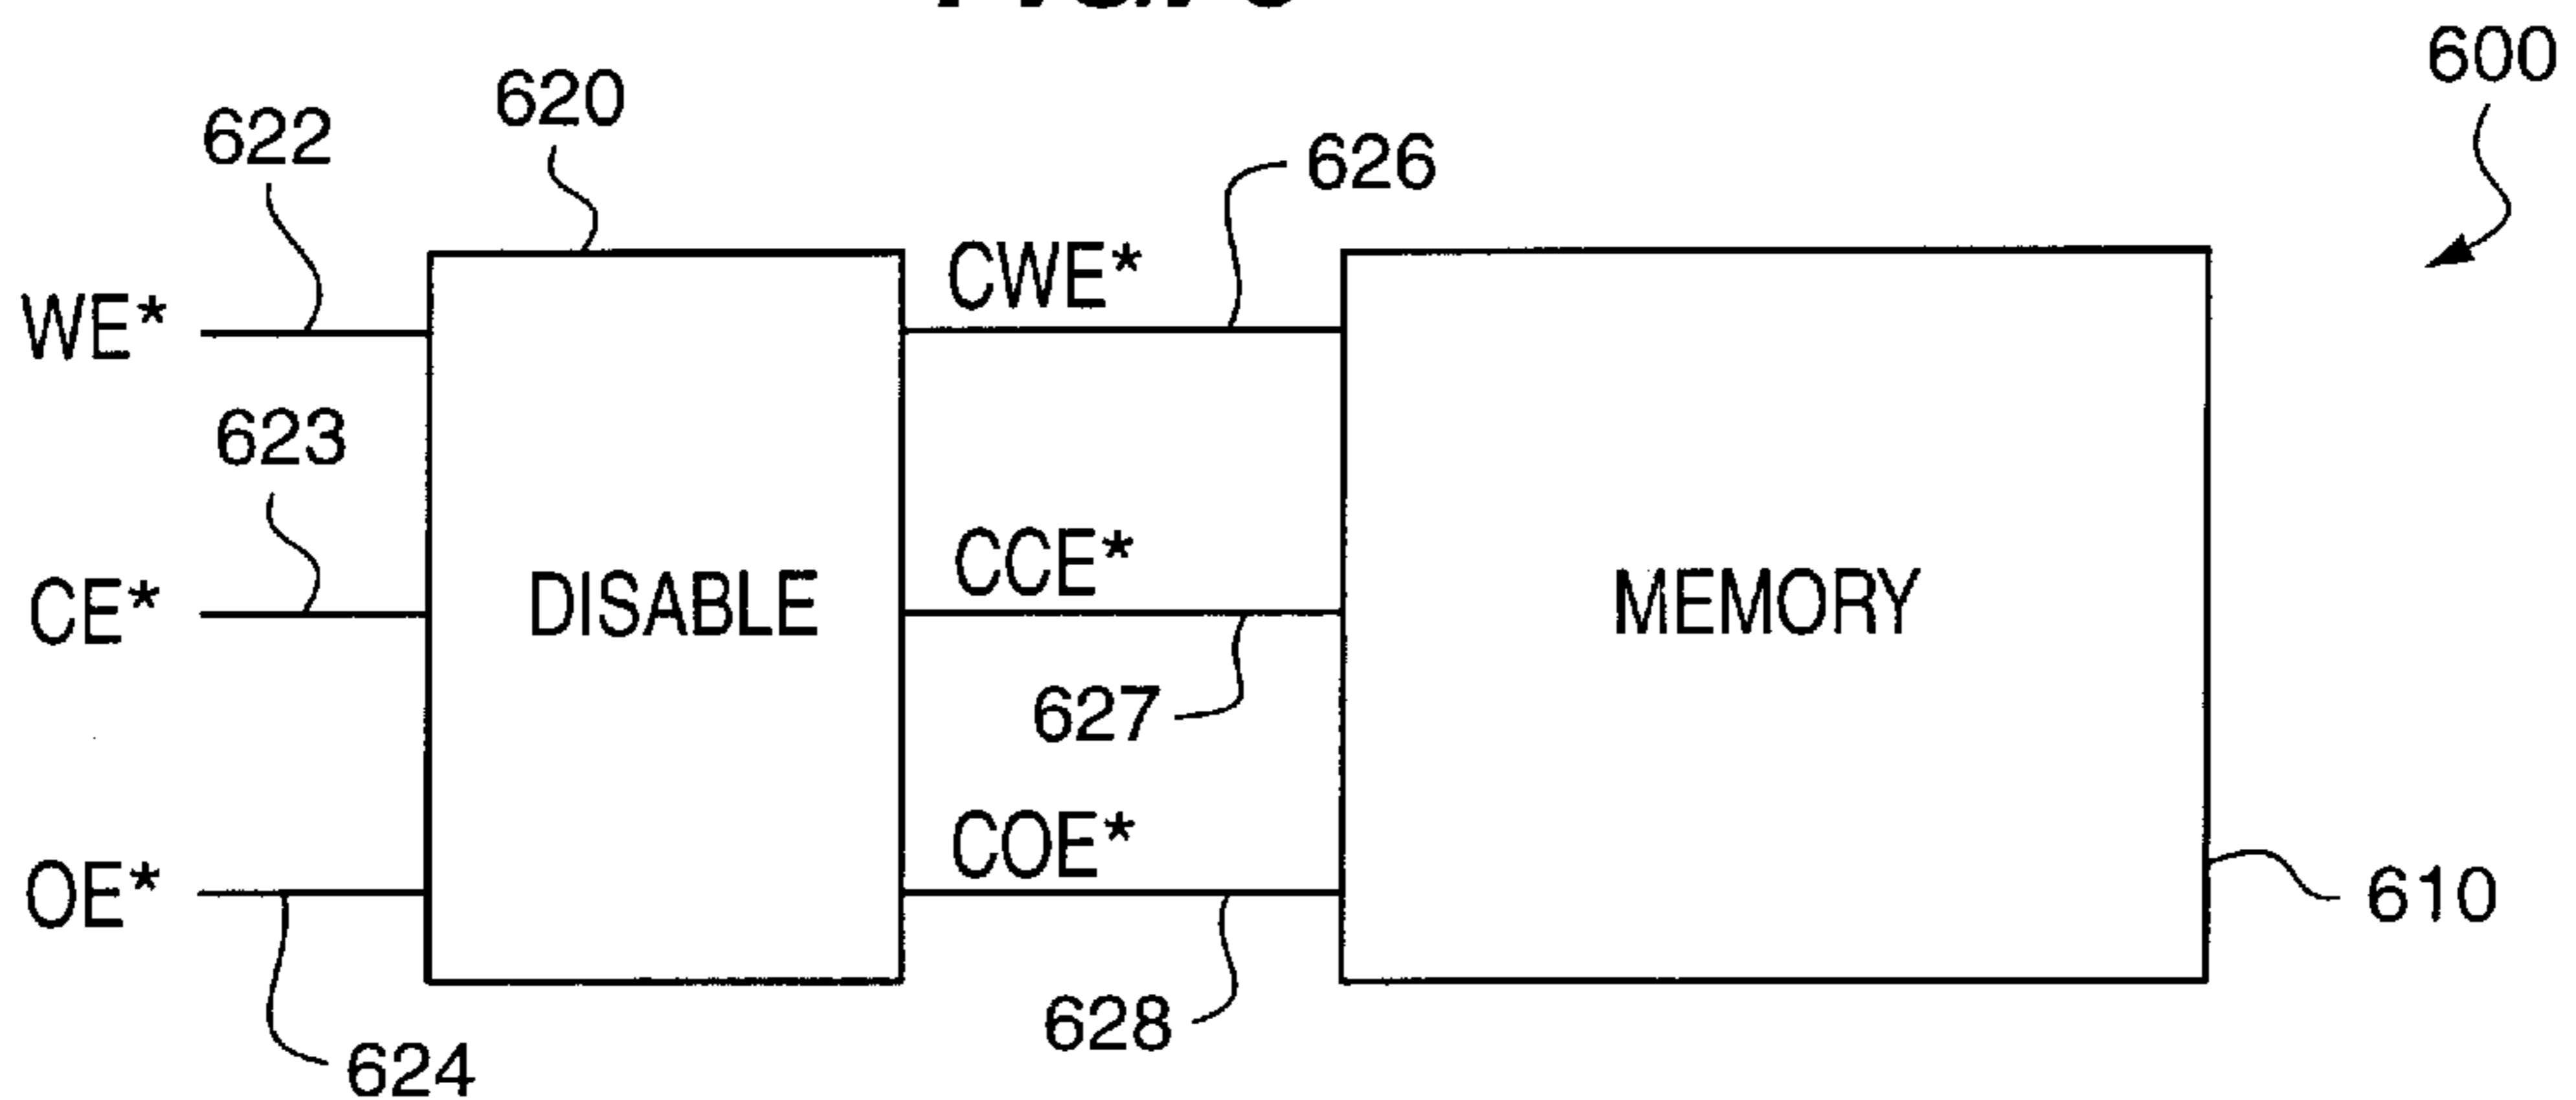 600
620
622
626
CWE*
WE*
623
CCE*
CE*
DISABLE
MEMORY
627
COE*
OE*
610
628
624